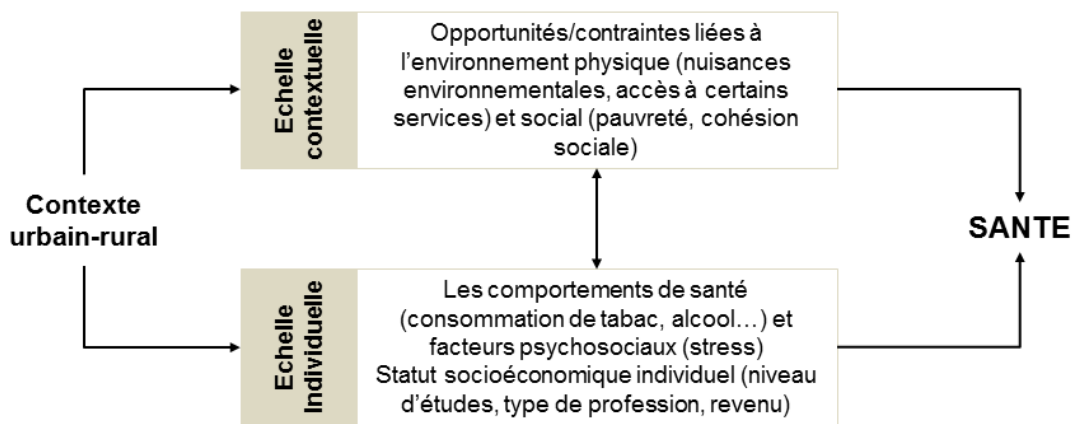 Echelle
contextuelle
Opportunités/contraintes liées à
l'environnement physique (nuisances
environnementales, accès à certains
services) et social (pauvreté, cohésion
sociale)
Contexte
urbain-rural
SANTE
Echelle
Individuelle
Les comportements de santé
(consommation de tabac, alcool…) et
facteurs psychosociaux (stress)
Statut socioéconomique individuel (niveau
d'études, type de profession, revenu)